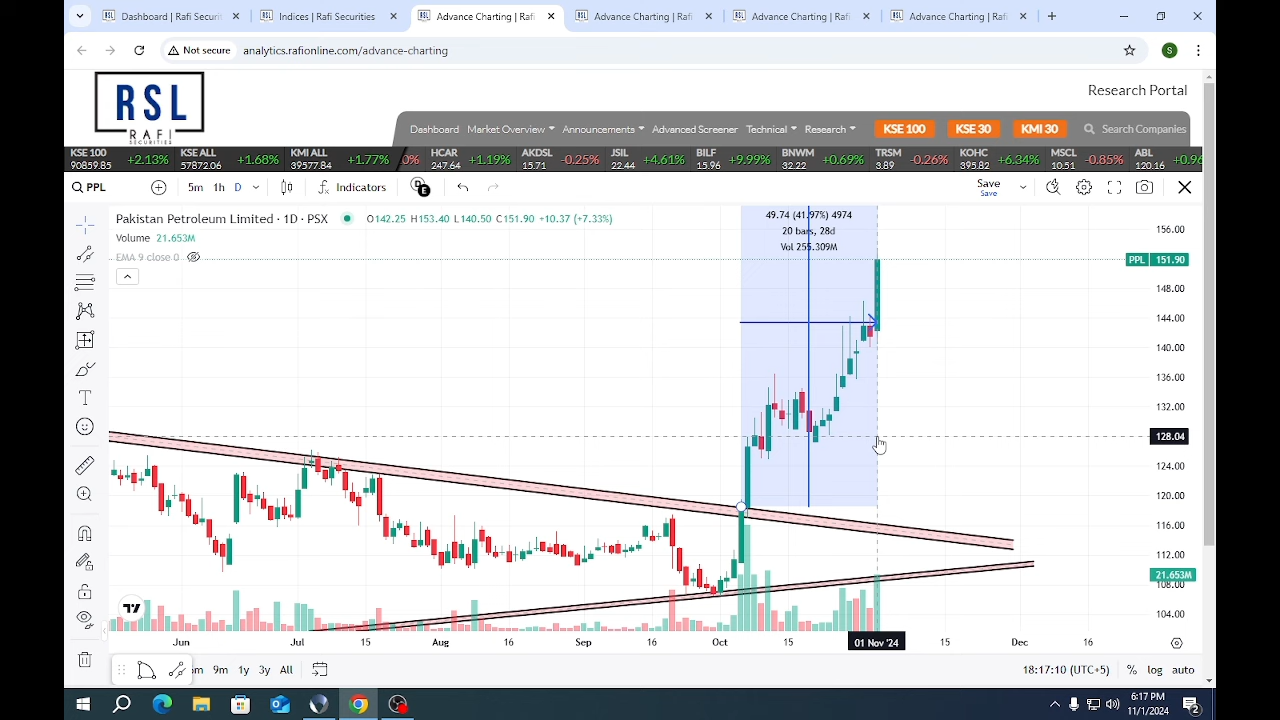 Dashboard | Rafi Securit
Indices | Rafi Securities
Advance Charting | Rafi
Advance Charting | Rafi
Advance Charting | Rafi
Advance Charting | Rafi
Not secure
analytics.rafionline.com/advance-charting
S
RSL
RAFI
SECURITIES
Research Portal
Dashboard Market Overview Announcements Advanced Screener Technical Research KSE 100 KSE 30 KMI 30 Search Companies
KSE 100 KSE ALL KMI ALL HCAR AKDSL JSIL BILF BNWM TRSM KOHC MSCL ABL
90839.85 +2.13% 57872.06 +1.68% 439577.84 +1.77% 0% 247.96 +1.19% 15.71 -0.25% 22.44 +4.61% 15.96 +9.99% 32.22 +0.69% 3.89 -0.26% 395.82 +6.34% 10.51 -0.85% 120.16 +0.96
PPL 5m 1h D Indicators D E Save
Save
Pakistan Petroleum Limited · 1D · PSX O142.25 H153.40 L140.50 C151.90 +10.37 (+7.33%)
Volume 21.653M
EMA 9 close 0
49.74 (41.97%) 4974
20 bars, 28d
Vol 255.309M
156.00
PPL 151.90
148.00
144.00
140.00
136.00
132.00
128.04
124.00
120.00
116.00
112.00
21.653M
108.00
104.00
Jun Jul 15 Aug 16 Sep 16 Oct 15 01 Nov '24 15 Dec 16
9m 1y 3y All 18:17:10 (UTC+5) % log auto
6:17 PM
11/1/2024